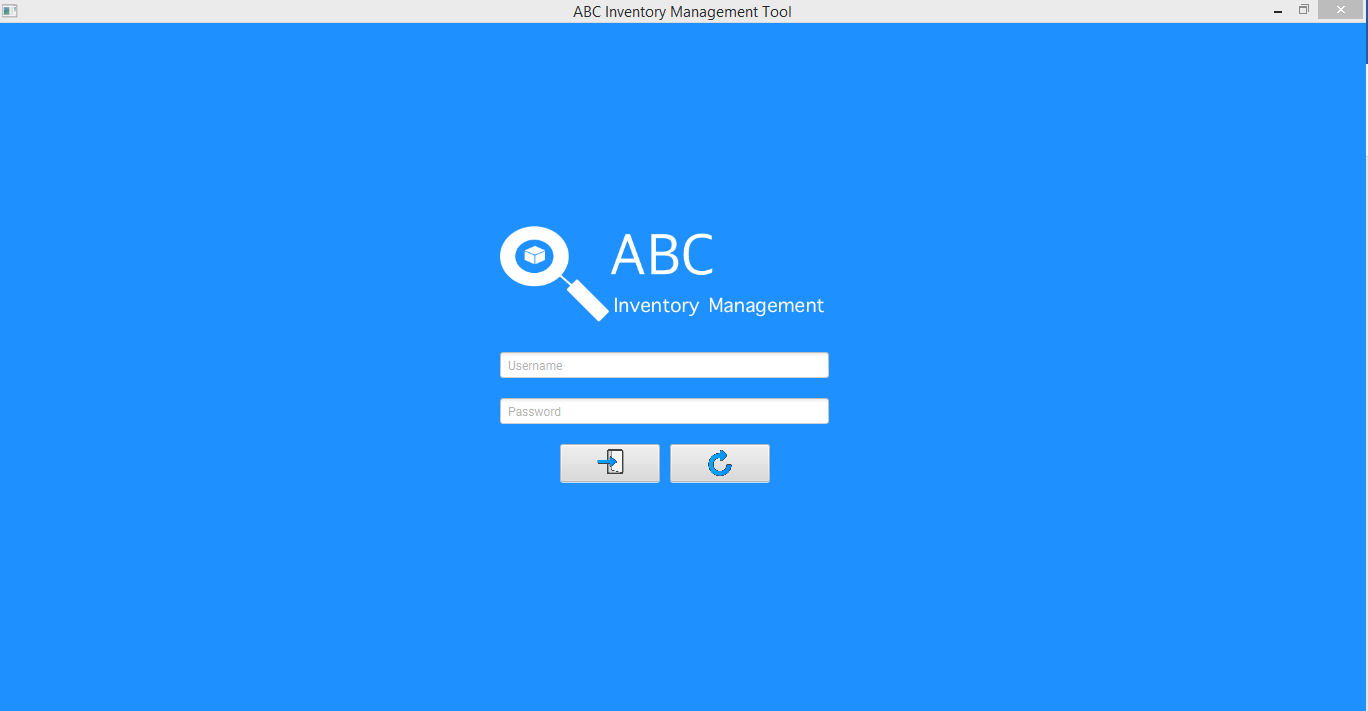 ABC Inventory Management Tool
ABC
Inventory Management
Username
Password